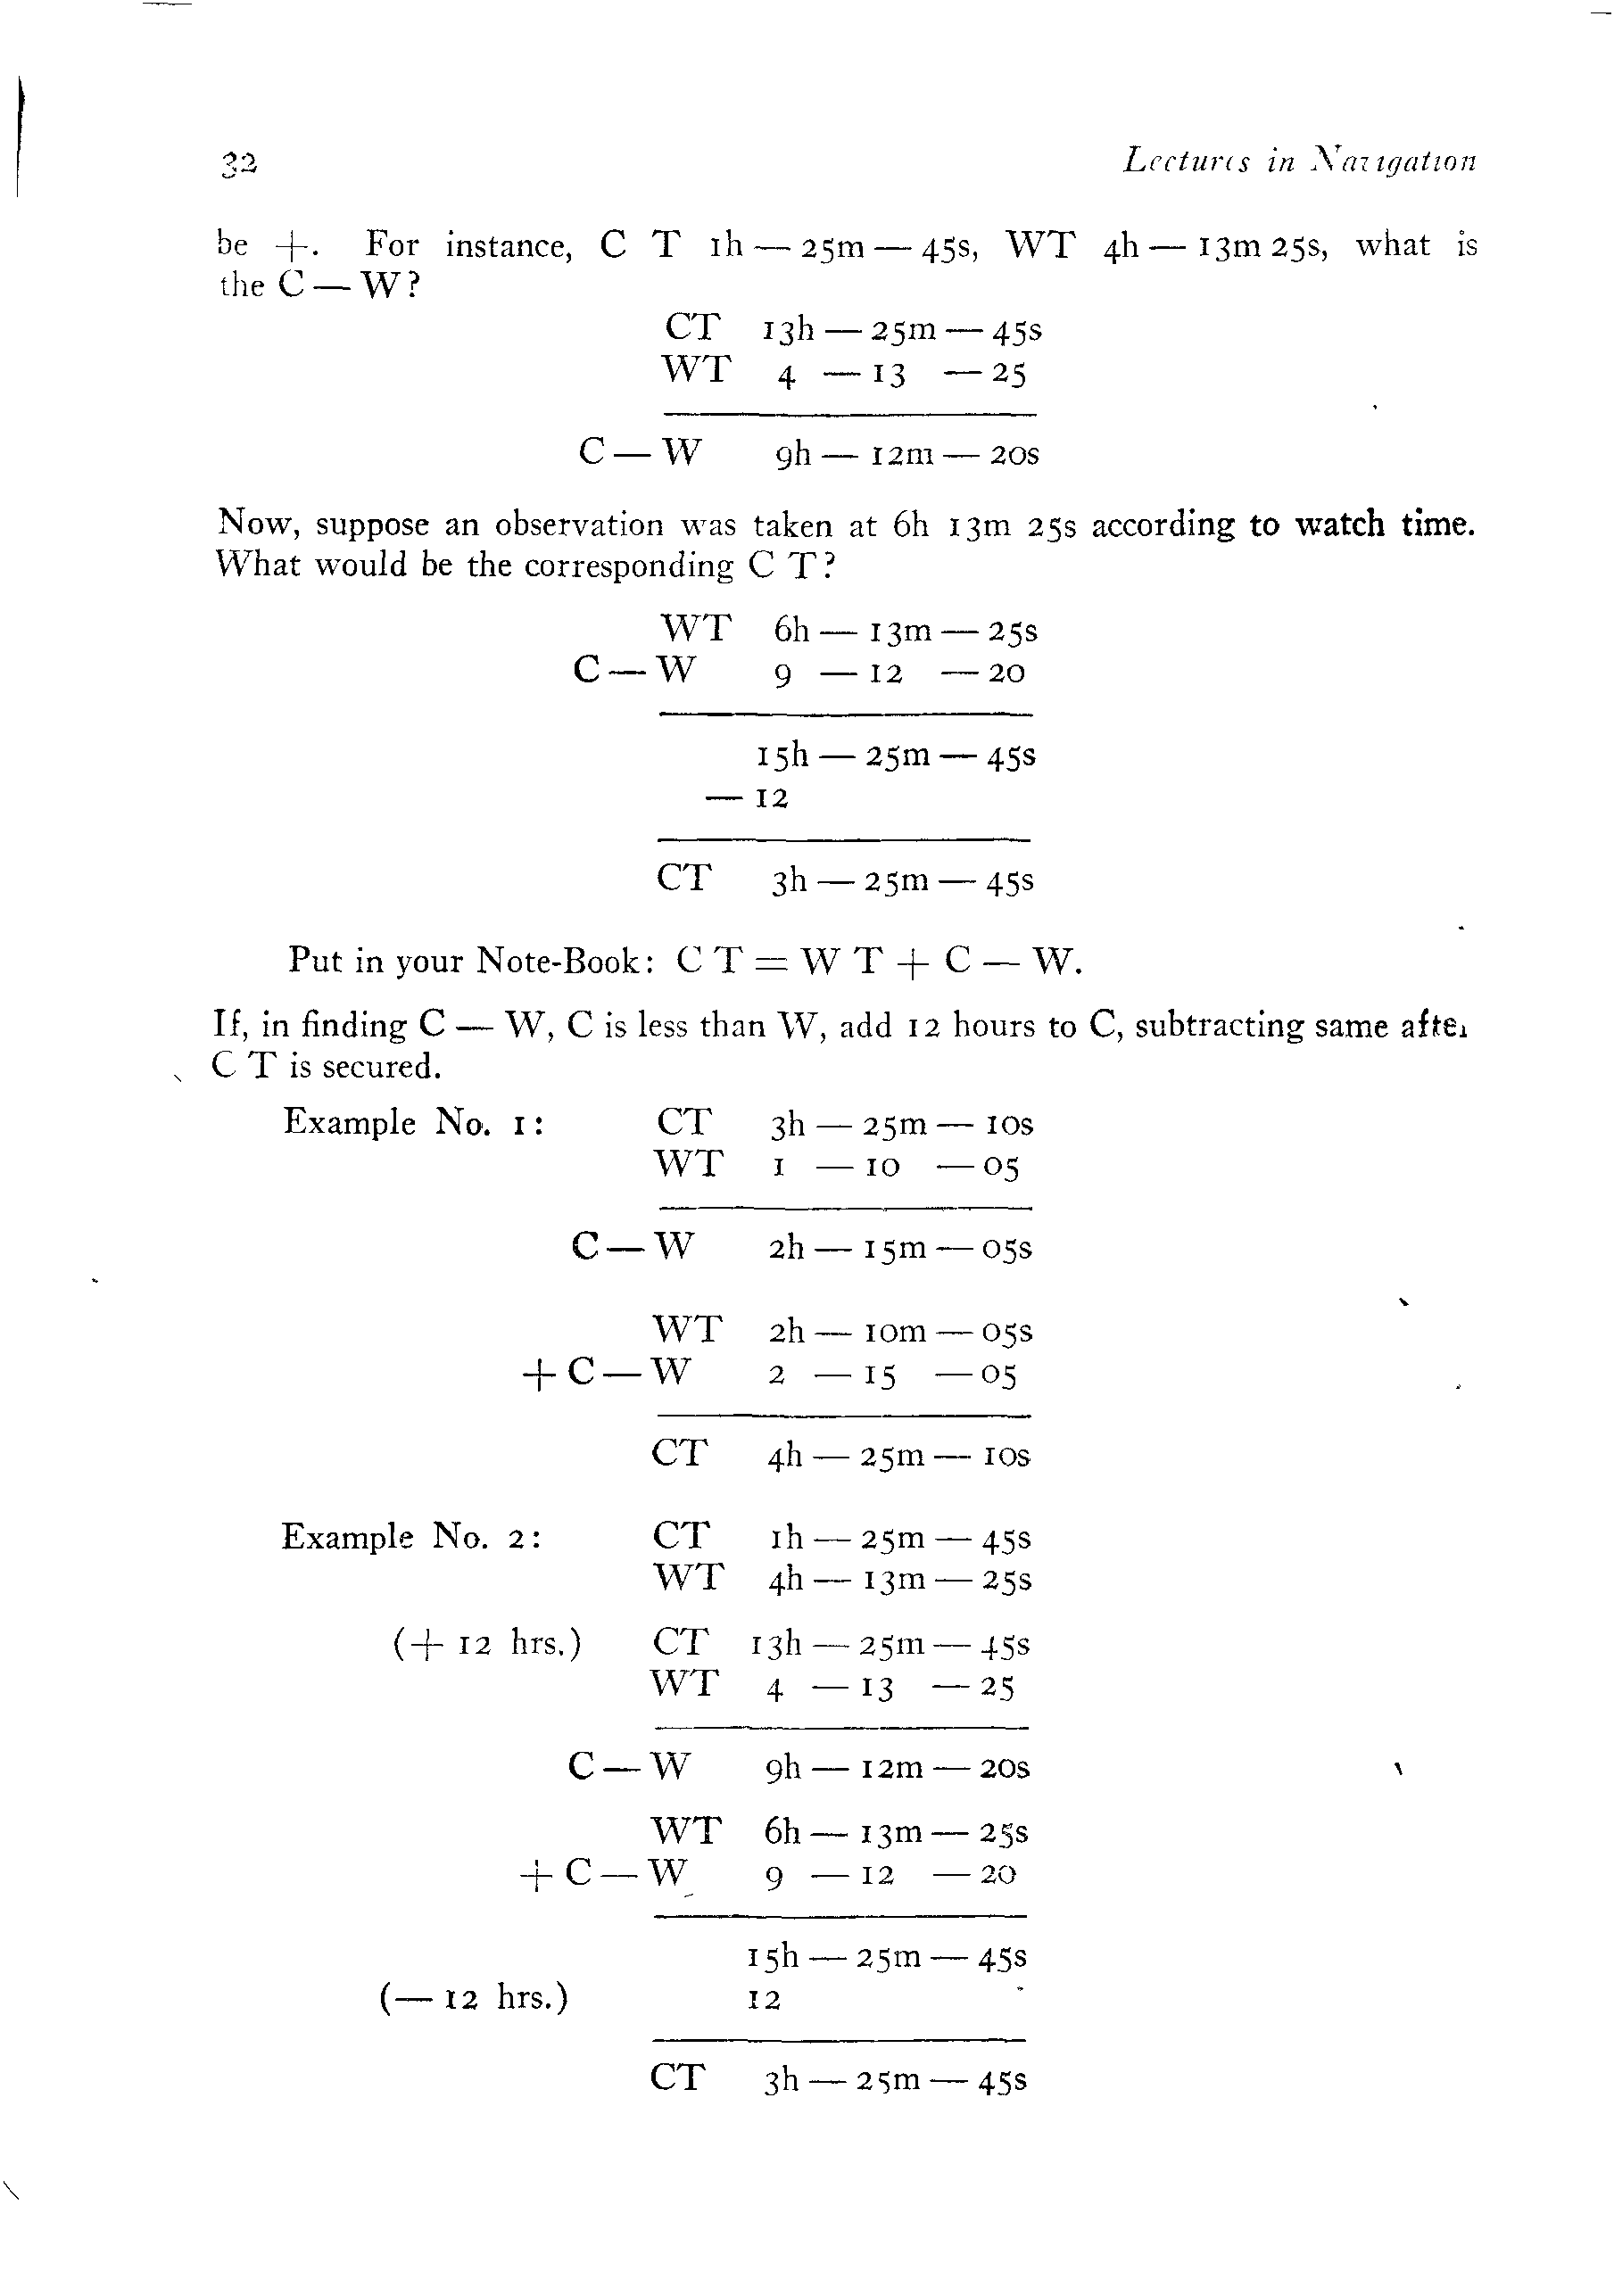 32 Lectures in Navigation
be +. For instance, C T 1h — 25m — 45s, WT 4h — 13m 25s, what is
the C — W?
CT 13h — 25m — 45s
WT 4 — 13 — 25
C — W 9h — 12m — 20s
Now, suppose an observation was taken at 6h 13m 25s according to watch time.
What would be the corresponding C T?
WT 6h — 13m — 25s
C — W 9 — 12 — 20
15h — 25m — 45s
— 12
CT 3h — 25m — 45s
Put in your Note-Book: C T = W T + C — W.
If, in finding C — W, C is less than W, add 12 hours to C, subtracting same after
C T is secured.
Example No. 1: CT 3h — 25m — 10s
WT 1 — 10 — 05
C — W 2h — 15m — 05s
WT 2h — 10m — 05s
+ C — W 2 — 15 — 05
CT 4h — 25m — 10s
Example No. 2: CT 1h — 25m — 45s
WT 4h — 13m — 25s
(+ 12 hrs.) CT 13h — 25m — 45s
WT 4 — 13 — 25
C — W 9h — 12m — 20s
WT 6h — 13m — 25s
+ C — W 9 — 12 — 20
15h — 25m — 45s
(— 12 hrs.) 12
CT 3h — 25m — 45s